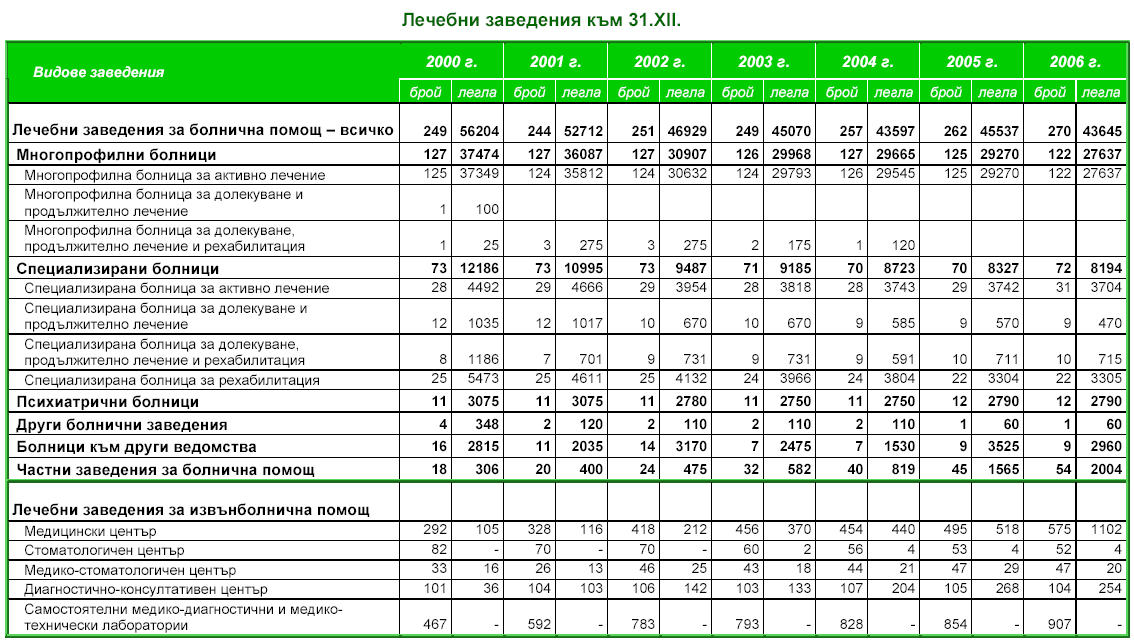 Лечебни заведения към 31.XII.
Видове заведения 2000 г. 2001 г. 2002 г. 2003 г. 2004 г. 2005 г. 2006 г.
брой легла брой легла брой легла брой легла брой легла брой легла брой легла
Лечебни заведения за болнична помощ – всичко 249 56204 244 52712 251 46929 249 45070 257 43597 262 45537 270 43645
Многопрофилни болници 127 37474 127 36087 127 30907 126 29968 127 29665 125 29270 122 27637
Многопрофилна болница за активно лечение 125 37349 124 35812 124 30632 124 29793 126 29545 125 29270 122 27637
Многопрофилна болница за долекуване и
продължително лечение 1 100
Многопрофилна болница за долекуване,
продължително лечение и рехабилитация 1 25 3 275 3 275 2 175 1 120
Специализирани болници 73 12186 73 10995 73 9487 71 9185 70 8723 70 8327 72 8194
Специализирана болница за активно лечение 28 4492 29 4666 29 3954 28 3818 28 3743 29 3742 31 3704
Специализирана болница за долекуване и
продължително лечение 12 1035 12 1017 10 670 10 670 9 585 9 570 9 470
Специализирана болница за долекуване,
продължително лечение и рехабилитация 8 1186 7 701 9 731 9 731 9 591 10 711 10 715
Специализирана болница за рехабилитация 25 5473 25 4611 25 4132 24 3966 24 3804 22 3304 22 3305
Психиатрични болници 11 3075 11 3075 11 2780 11 2750 11 2750 12 2790 12 2790
Други болнични заведения 4 348 2 120 2 110 2 110 2 110 1 60 1 60
Болници към други ведомства 16 2815 11 2035 14 3170 7 2475 7 1530 9 3525 9 2960
Частни заведения за болнична помощ 18 306 20 400 24 475 32 582 40 819 45 1565 54 2004
Лечебни заведения за извънболнична помощ
Медицински център 292 105 328 116 418 212 456 370 454 440 495 518 575 1102
Стоматологичен център 82 - 70 - 70 - 60 2 56 4 53 4 52 4
Медико-стоматологичен център 33 16 26 13 46 25 43 18 44 21 47 29 47 20
Диагностично-консултативен център 101 36 104 103 106 142 103 133 107 204 105 268 104 254
Самостоятелни медико-диагностични и медико-
технически лаборатории 467 - 592 - 783 - 793 - 828 - 854 - 907 -